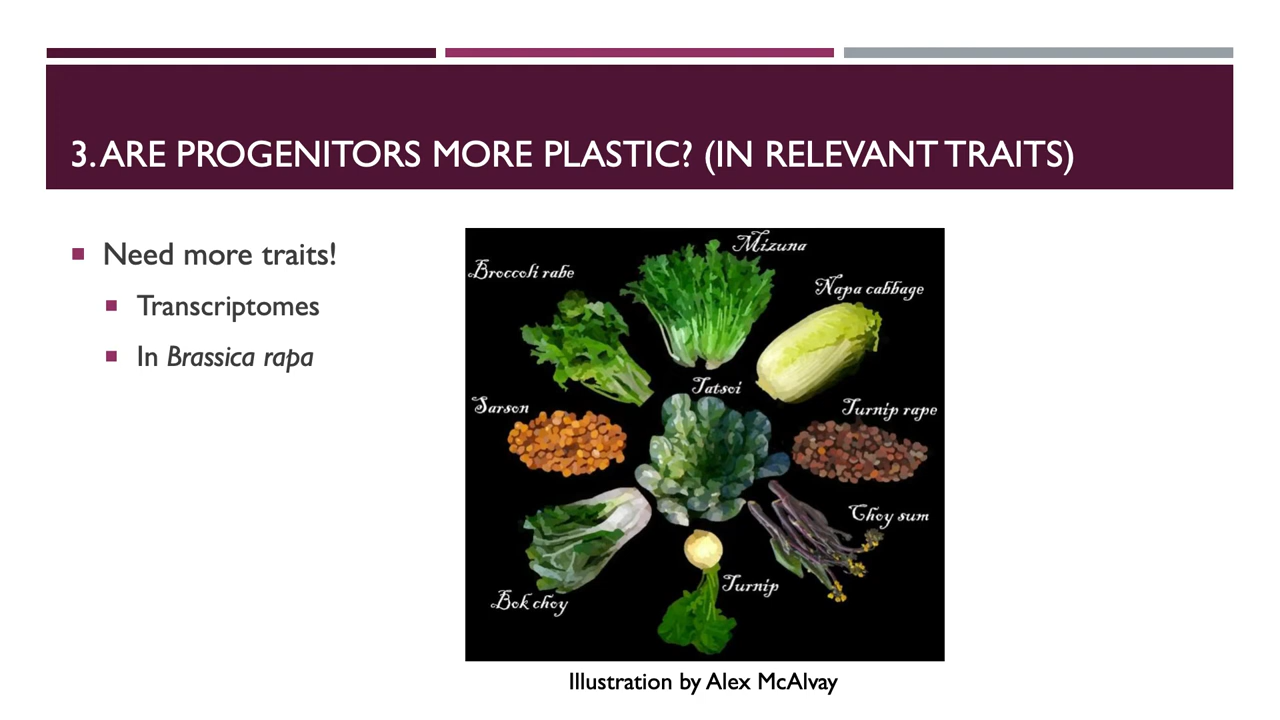 3. ARE PROGENITORS MORE PLASTIC? (IN RELEVANT TRAITS)
Need more traits!
Transcriptomes
In Brassica rapa
Mizuna
Broccoli rabe
Napa cabbage
Tatsoi
Sarson
Turnip rape
Choy sum
Turnip
Bok choy
Illustration by Alex McAlvay